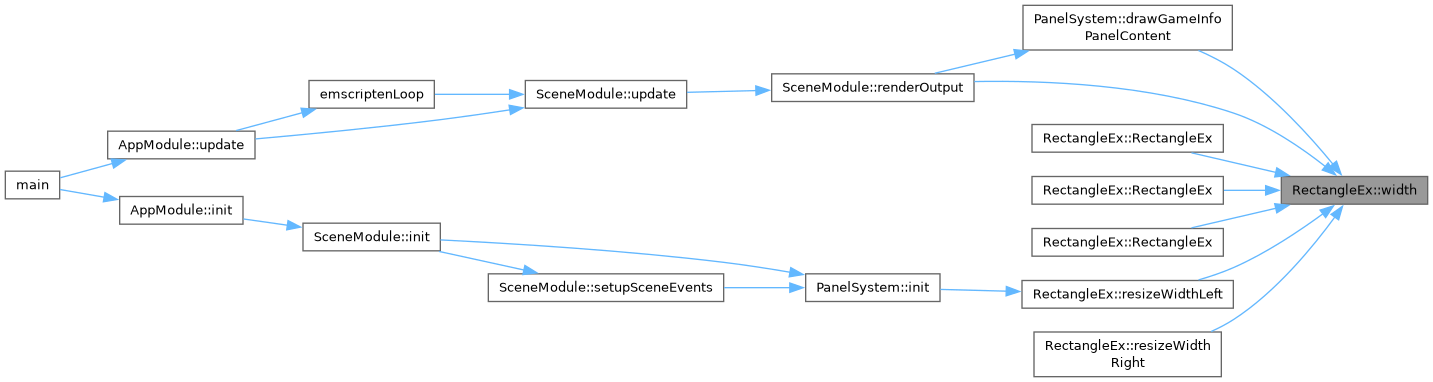 PanelSystem::drawGameInfo
PanelContent
emscriptenLoop
SceneModule::update
SceneModule::renderOutput
AppModule::update
RectangleEx::RectangleEx
main
RectangleEx::RectangleEx
RectangleEx::width
AppModule::init
SceneModule::init
RectangleEx::RectangleEx
SceneModule::setupSceneEvents
PanelSystem::init
RectangleEx::resizeWidthLeft
RectangleEx::resizeWidth
Right